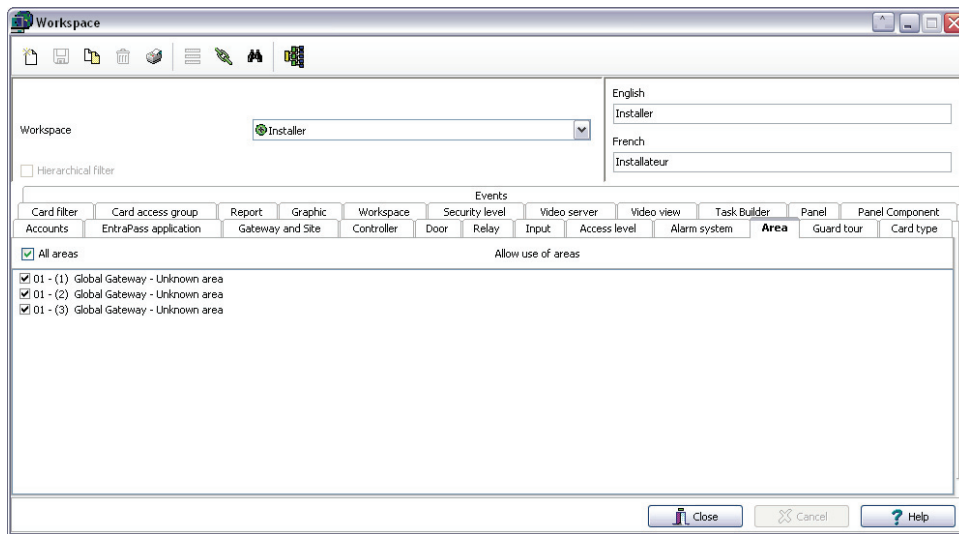 Workspace
English
Installer
Workspace
Installer
French
Installateur
Hierarchical filter
Events
Card filter Card access group Report Graphic Workspace Security level Video server Video view Task Builder Panel Panel Component
Accounts EntraPass application Gateway and Site Controller Door Relay Input Access level Alarm system Area Guard tour Card type
All areas Allow use of areas
01 - (1) Global Gateway - Unknown area
01 - (2) Global Gateway - Unknown area
01 - (3) Global Gateway - Unknown area
Close Cancel ? Help